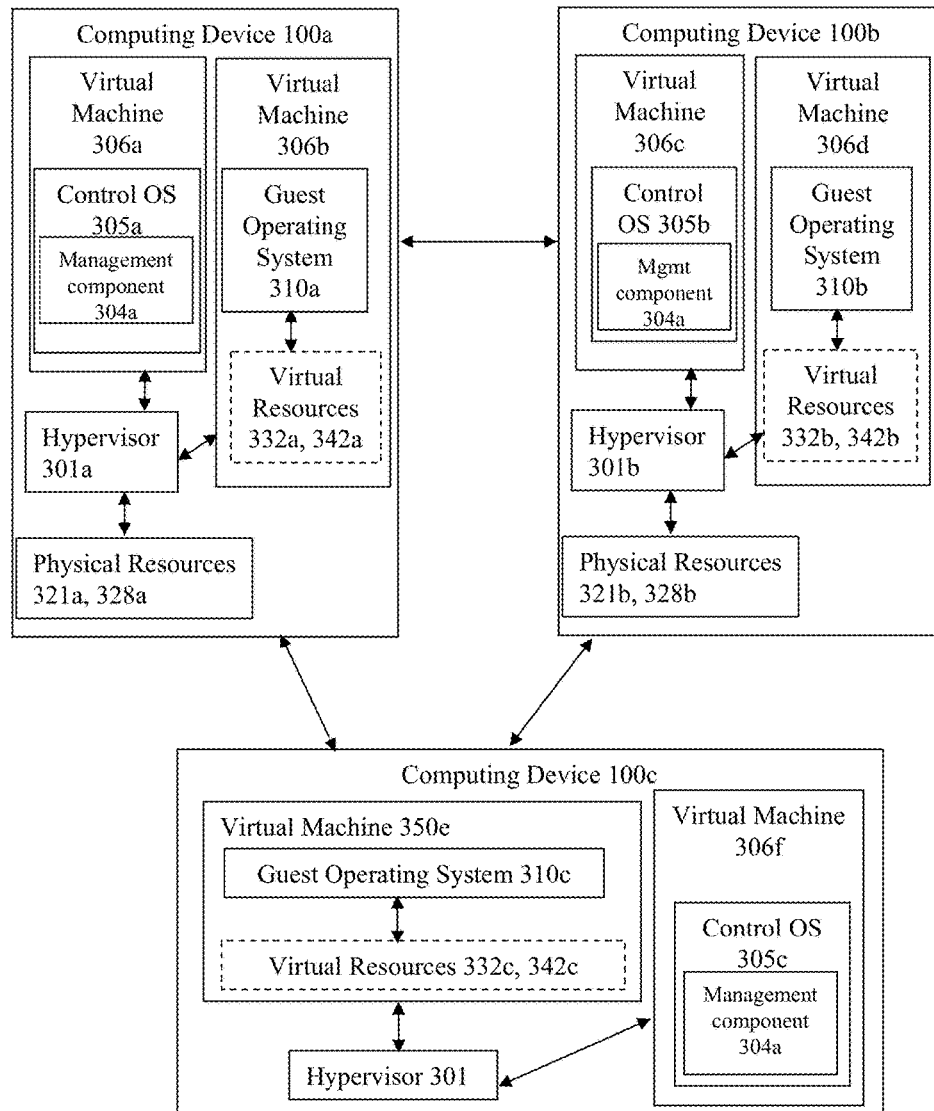 Computing Device 100a
Virtual
Machine
306a
Control OS
305a
Management
component
304a
Virtual
Machine
306b
Guest
Operating
System
310a
Virtual
Resources
332a, 342a
Hypervisor
301a
Physical Resources
321a, 328a
Computing Device 100b
Virtual
Machine
306c
Control
OS 305b
Mgmt
component
304a
Virtual
Machine
306d
Guest
Operating
System
310b
Virtual
Resources
332b, 342b
Hypervisor
301b
Physical Resources
321b, 328b
Computing Device 100c
Virtual Machine 350e
Guest Operating System 310c
Virtual Resources 332c, 342c
Hypervisor 301
Virtual Machine
306f
Control OS
305c
Management
component
304a